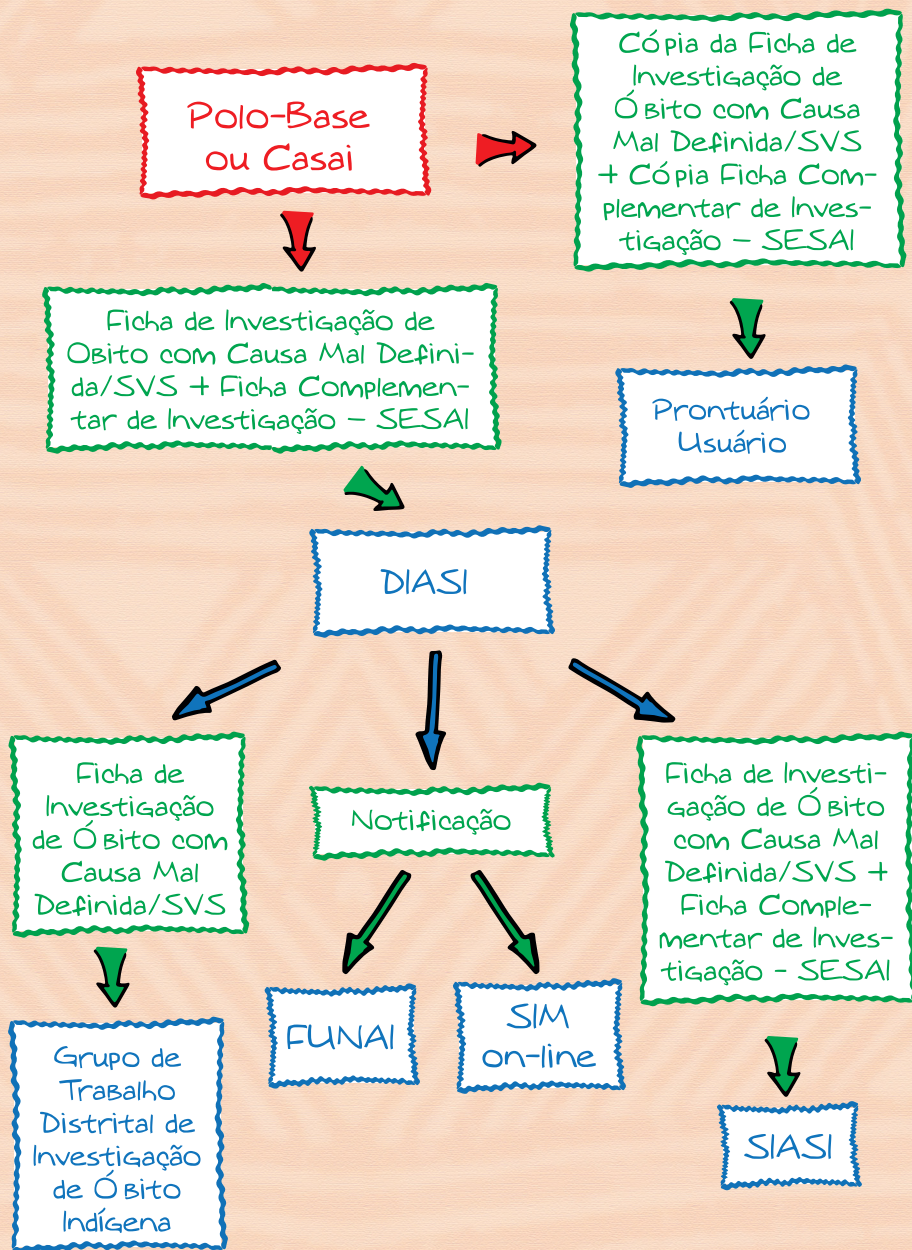 Polo-Base
ou Casai
Cópia da Ficha de
Investigação de
Óbito com Causa
Mal Definida/SVS
+ Cópia Ficha Com-
plementar de Inves-
tigação – SESAI
Ficha de Investigação de
Obito com Causa Mal Defini-
da/SVS + Ficha Complemen-
tar de Investigação – SESAI
Prontuário
Usuário
DIASI
Ficha de
Investigação
de Óbito com
Causa Mal
Definida/SVS
Notificação
Ficha de Investi-
gação de Óbito
com Causa Mal
Definida/SVS +
Ficha Comple-
mentar de Inves-
tigação - SESAI
FUNAI
SIM
on-line
Grupo de
Trabalho
Distrital de
Investigação
de Óbito
Indígena
SIASI